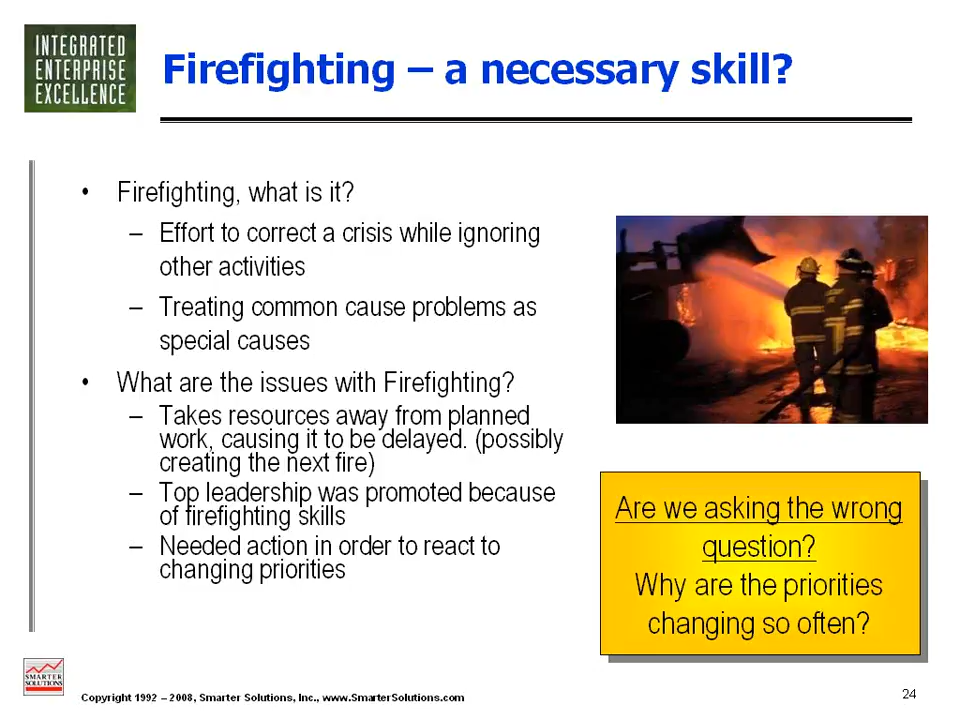 INTEGRATED
ENTERPRISE
EXCELLENCE
Firefighting – a necessary skill?
• Firefighting, what is it?
– Effort to correct a crisis while ignoring
other activities
– Treating common cause problems as
special causes
• What are the issues with Firefighting?
– Takes resources away from planned
work, causing it to be delayed. (possibly
creating the next fire)
– Top leadership was promoted because
of firefighting skills
– Needed action in order to react to
changing priorities
Are we asking the wrong
question?
Why are the priorities
changing so often?
SMARTER
SOLUTIONS
Copyright 1992 – 2008, Smarter Solutions, Inc., www.SmarterSolutions.com
24